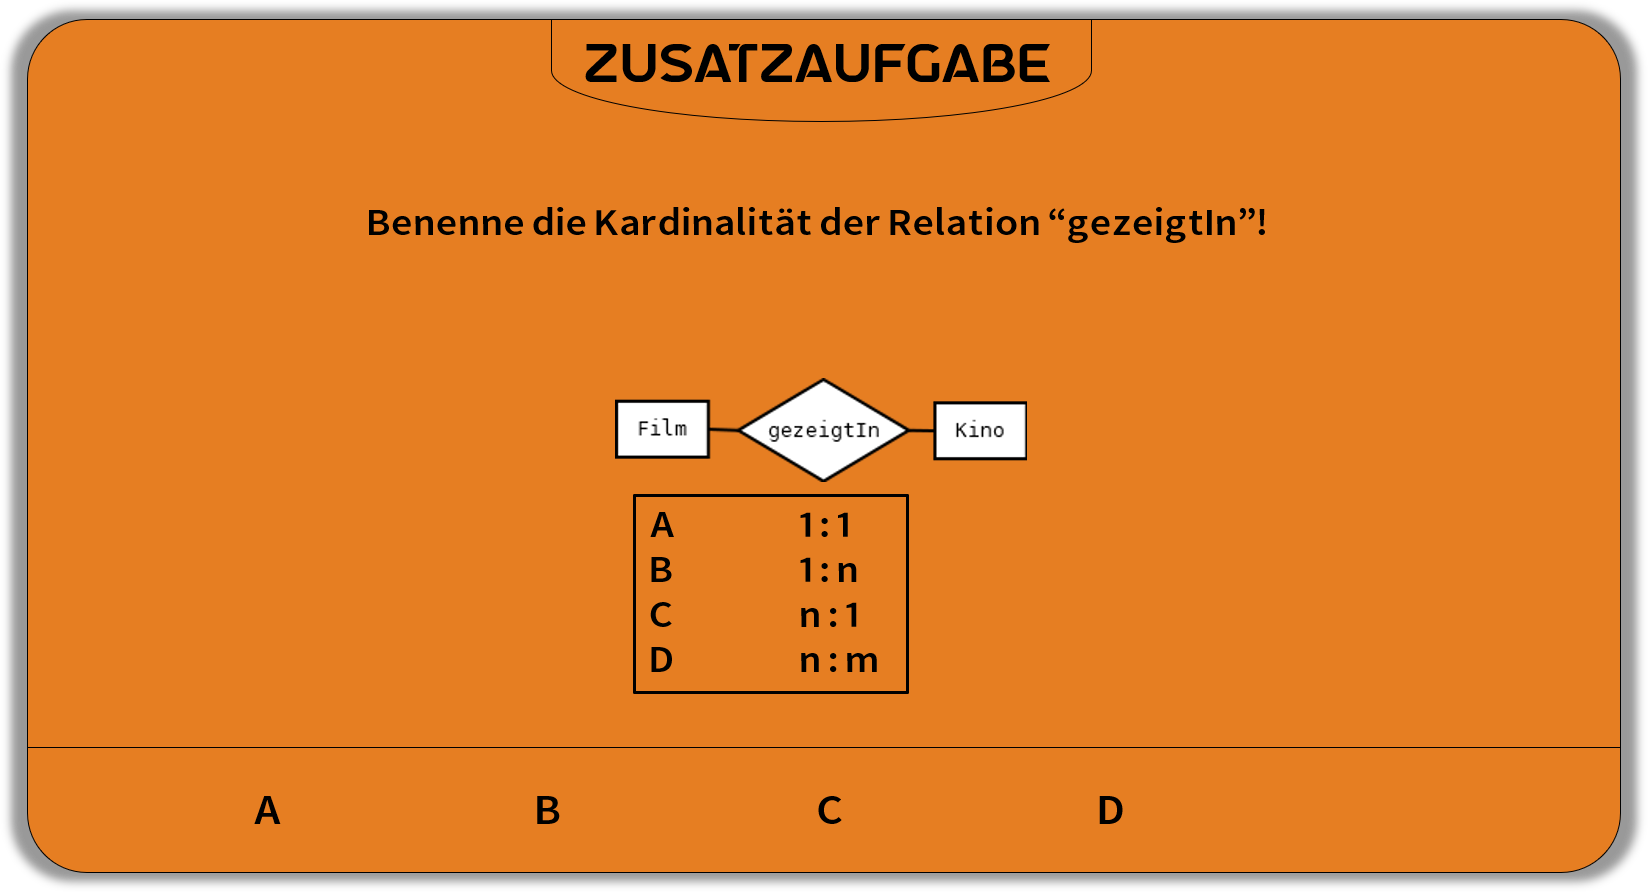 ZUSATZAUFGABE
Benenne die Kardinalität der Relation “gezeigtIn”!
Film gezeigtIn Kino
A 1:1
B 1:n
C n:1
D n:m
A B C D